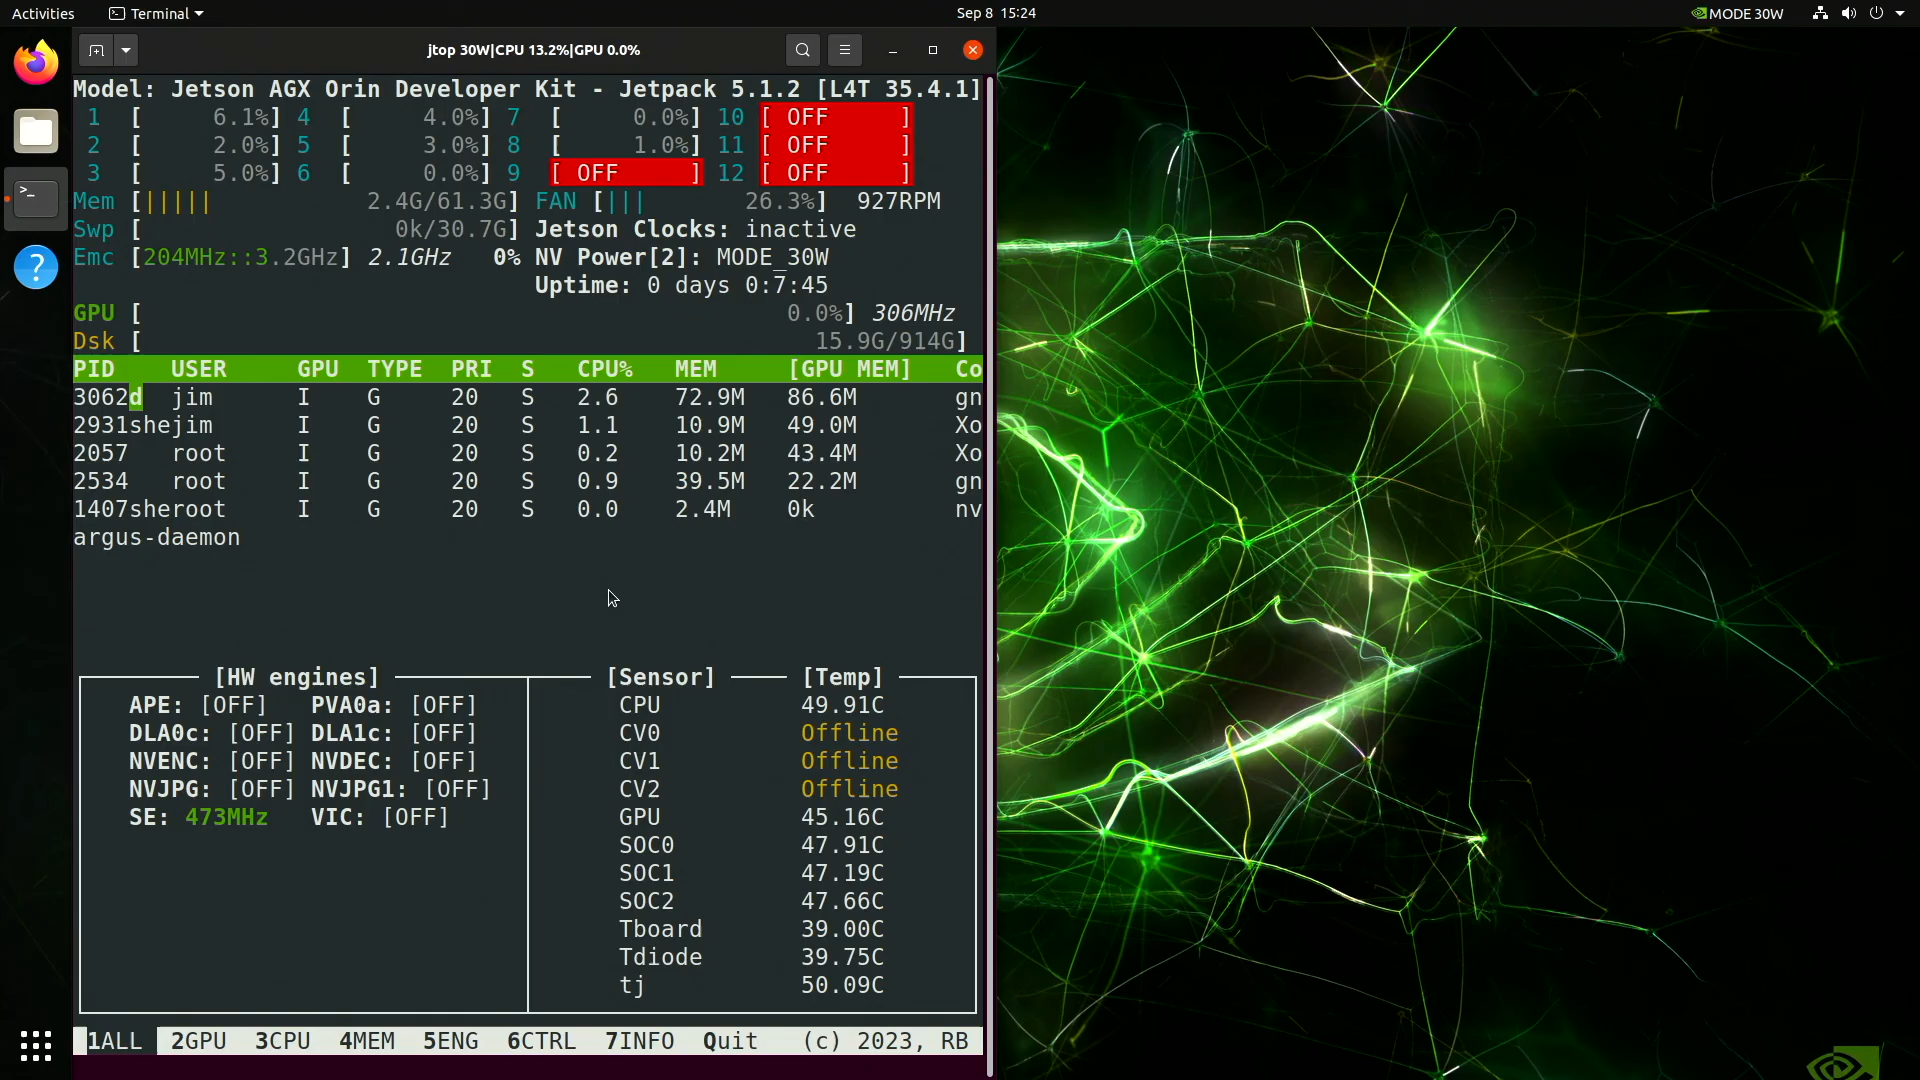 Activities Terminal Sep 8 15:24 MODE 30W
jtop 30W|CPU 13.2%|GPU 0.0%
Model: Jetson AGX Orin Developer Kit - Jetpack 5.1.2 [L4T 35.4.1]
1 [ 6.1%] 4 [ 4.0%] 7 [ 0.0%] 10 [ OFF ]
2 [ 2.0%] 5 [ 3.0%] 8 [ 1.0%] 11 [ OFF ]
3 [ 5.0%] 6 [ 0.0%] 9 [ OFF ] 12 [ OFF ]
Mem [||||| 2.4G/61.3G] FAN [||| 26.3%] 927RPM
Swp [ 0k/30.7G] Jetson Clocks: inactive
Emc [204MHz::3.2GHz] 2.1GHz 0% NV Power[2]: MODE_30W
Uptime: 0 days 0:7:45
GPU [ 0.0%] 306MHz
Dsk [ 15.9G/914G]
PID USER GPU TYPE PRI S CPU% MEM [GPU MEM] Co
3062d jim I G 20 S 2.6 72.9M 86.6M gn
2931shejim I G 20 S 1.1 10.9M 49.0M Xo
2057 root I G 20 S 0.2 10.2M 43.4M Xo
2534 root I G 20 S 0.9 39.5M 22.2M gn
1407sheroot I G 20 S 0.0 2.4M 0k nv
argus-daemon
[HW engines] [Sensor] [Temp]
APE: [OFF] PVA0a: [OFF] CPU 49.91C
DLA0c: [OFF] DLA1c: [OFF] CV0 Offline
NVENC: [OFF] NVDEC: [OFF] CV1 Offline
NVJPG: [OFF] NVJPG1: [OFF] CV2 Offline
SE: 473MHz VIC: [OFF] GPU 45.16C
SOC0 47.91C
SOC1 47.19C
SOC2 47.66C
Tboard 39.00C
Tdiode 39.75C
tj 50.09C
1ALL 2GPU 3CPU 4MEM 5ENG 6CTRL 7INFO Quit (c) 2023, RB